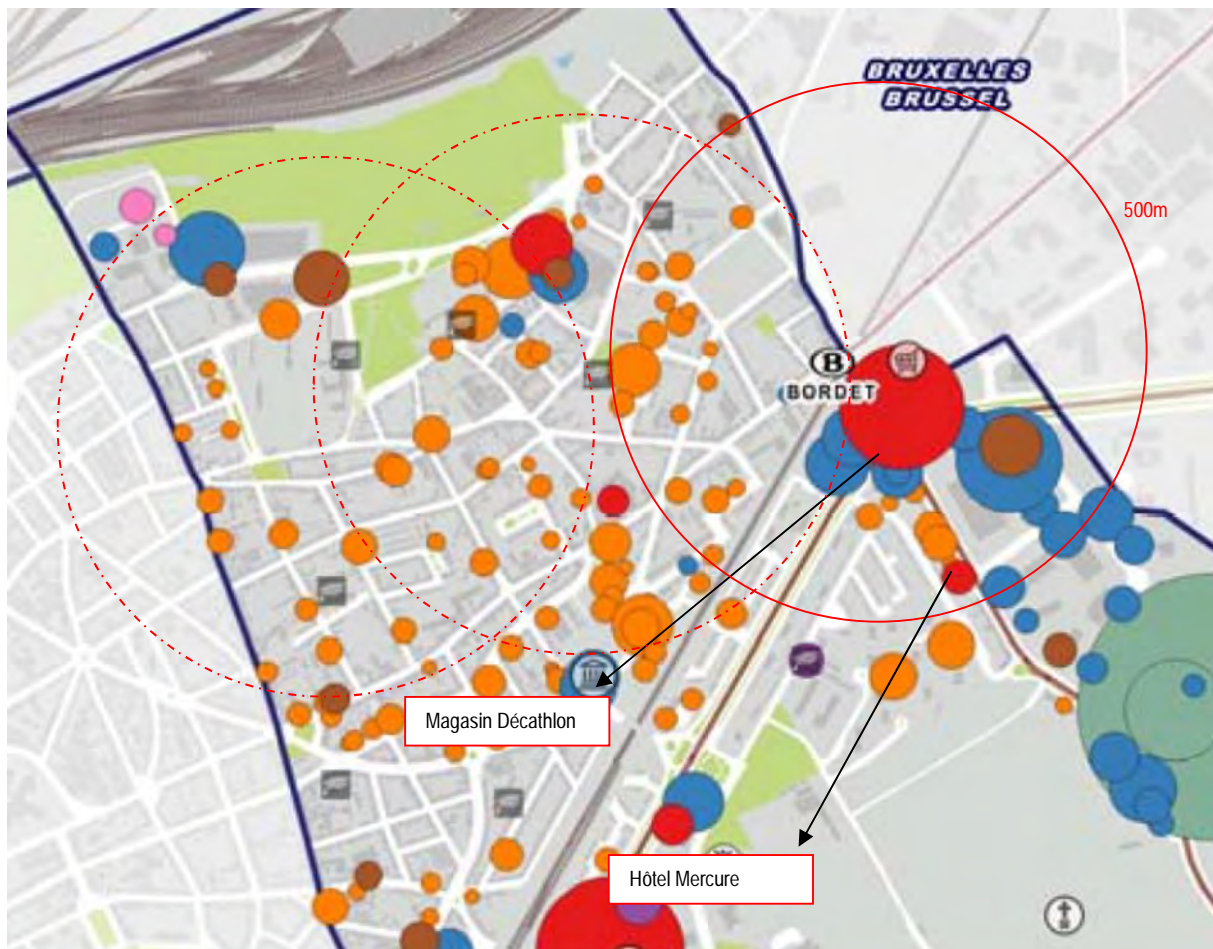 BRUXELLES
BRUSSEL
500m
B
BORDET
Magasin Décathlon
Hôtel Mercure